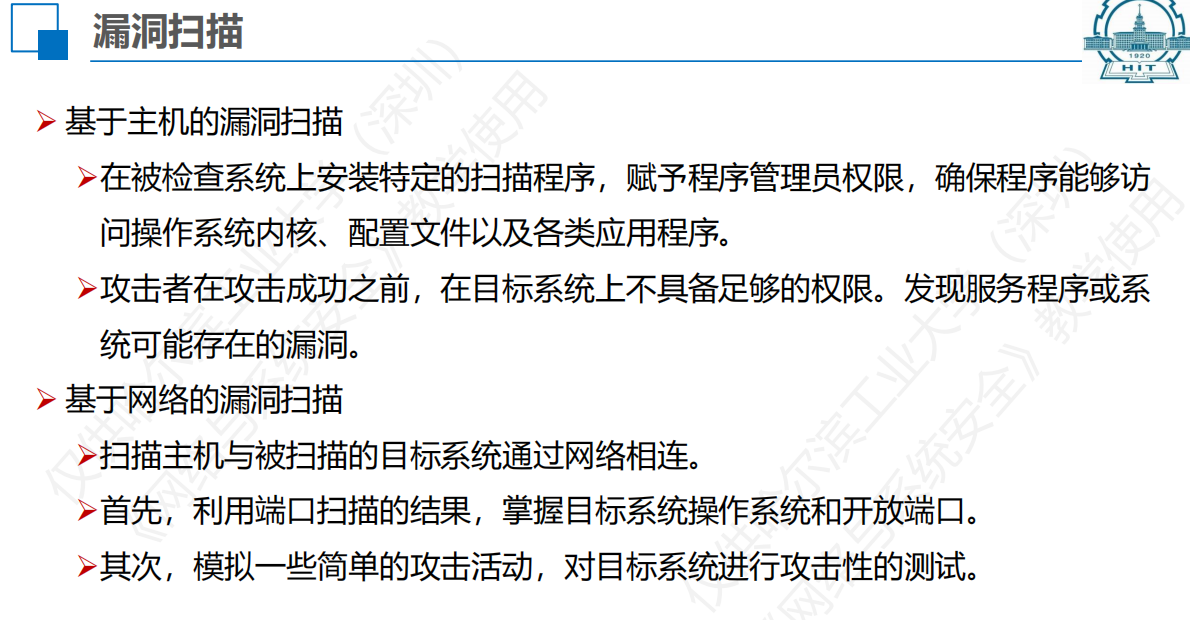 漏洞扫描
1920
HIT
基于主机的漏洞扫描
在被检查系统上安装特定的扫描程序，赋予程序管理员权限，确保程序能够访
问操作系统内核、配置文件以及各类应用程序。
攻击者在攻击成功之前，在目标系统上不具备足够的权限。发现服务程序或系
统可能存在的漏洞。
基于网络的漏洞扫描
扫描主机与被扫描的目标系统通过网络相连。
首先，利用端口扫描的结果，掌握目标系统操作系统和开放端口。
其次，模拟一些简单的攻击活动，对目标系统进行攻击性的测试。
仅供哈尔滨工业大学（深圳）
《网络与系统安全》教学使用
仅供哈尔滨工业大学（深圳）
《网络与系统安全》教学使用